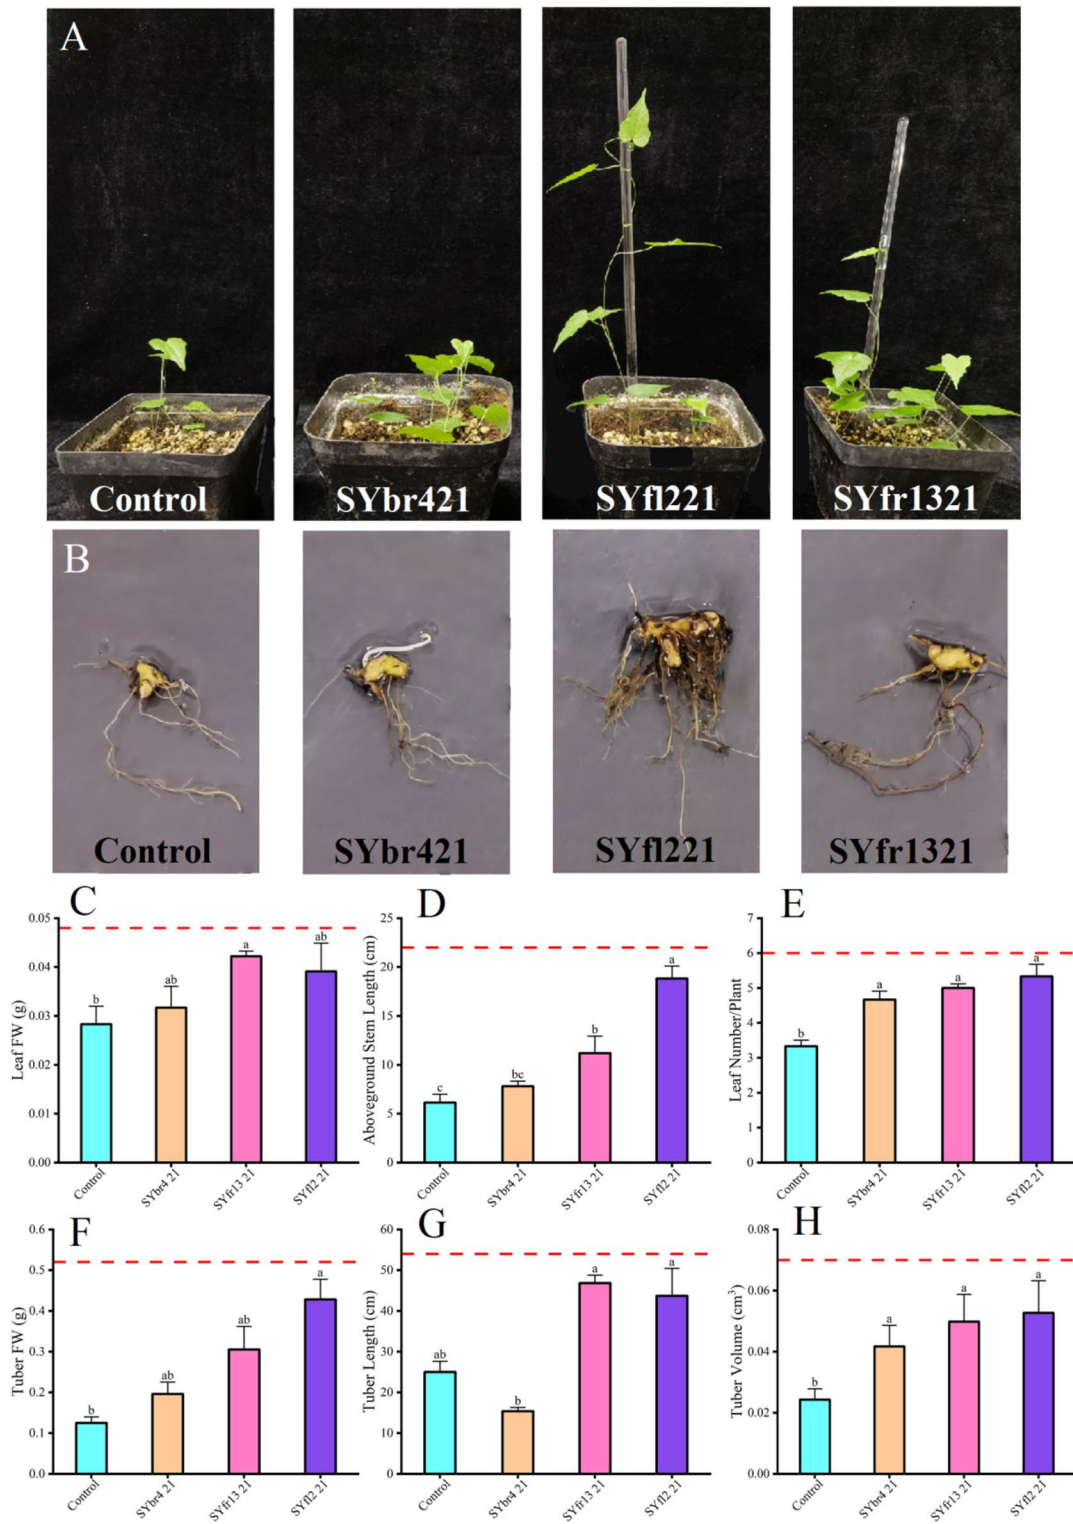 A
Control
SYbr421
SYfl221
SYfr1321
B
Control
SYbr421
SYfl221
SYfr1321
C
Leaf FW (g)
0.05
0.04
0.03
0.02
0.01
0.00
b
ab
a
ab
Control
SYbr4 21
SYfr13 21
SYfl2 21
D
Aboveground Stem Length (cm)
25
20
15
10
5
0
c
bc
b
a
Control
SYbr4 21
SYfr13 21
SYfl2 21
E
Leaf Number/Plant
7
6
5
4
3
2
1
0
b
a
a
a
Control
SYbr4 21
SYfr13 21
SYfl2 21
F
Tuber FW (g)
0.6
0.5
0.4
0.3
0.2
0.1
0.0
b
ab
ab
a
Control
SYbr4 21
SYfr13 21
SYfl2 21
G
Tuber Length (cm)
60
50
40
30
20
10
0
ab
b
a
a
Control
SYbr4 21
SYfr13 21
SYfl2 21
H
Tuber Volume (cm³)
0.08
0.06
0.04
0.02
0.00
b
a
a
a
Control
SYbr4 21
SYfr13 21
SYfl2 21